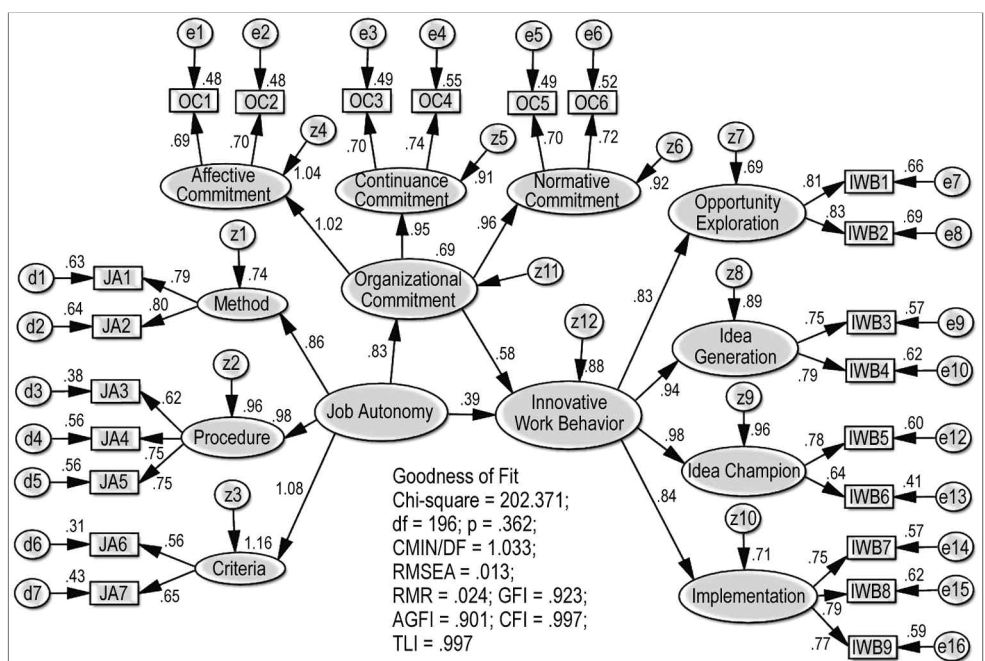 e1 e2 e3 e4 e5 e6
.48 .48 .49 .55 .49 .52
OC1 OC2 OC3 OC4 OC5 OC6
.69 .70 .70 .74 .70 .72
z4 z5 z6 z7
1.04 .91 .92 .69
Affective
Commitment
Continuance
Commitment
Normative
Commitment
Opportunity
Exploration
.81 IWB1 .66 e7
.83 IWB2 .69 e8
1.02 .95 .96
.69
Organizational
Commitment
z11
z1
.74
d1 .63 JA1 .79
d2 .64 JA2 .80
Method
.86
.83
.58
z12
.88
.83
z8
.89
Idea
Generation
.75 IWB3 .57 e9
.79 IWB4 .62 e10
.94
z2
.96
d3 .38 JA3 .62
d4 .56 JA4 .75
d5 .56 JA5 .75
Procedure
.98
Job Autonomy
.39
Innovative
Work Behavior
z9
.96
.98
Idea Champion
.78 IWB5 .60 e12
.64 IWB6 .41 e13
z3
1.16
1.08
d6 .31 JA6 .56
d7 .43 JA7 .65
Criteria
.84
z10
.71
Implementation
.75 IWB7 .57 e14
.79 IWB8 .62 e15
.77 IWB9 .59 e16
Goodness of Fit
Chi-square = 202.371;
df = 196; p = .362;
CMIN/DF = 1.033;
RMSEA = .013;
RMR = .024; GFI = .923;
AGFI = .901; CFI = .997;
TLI = .997